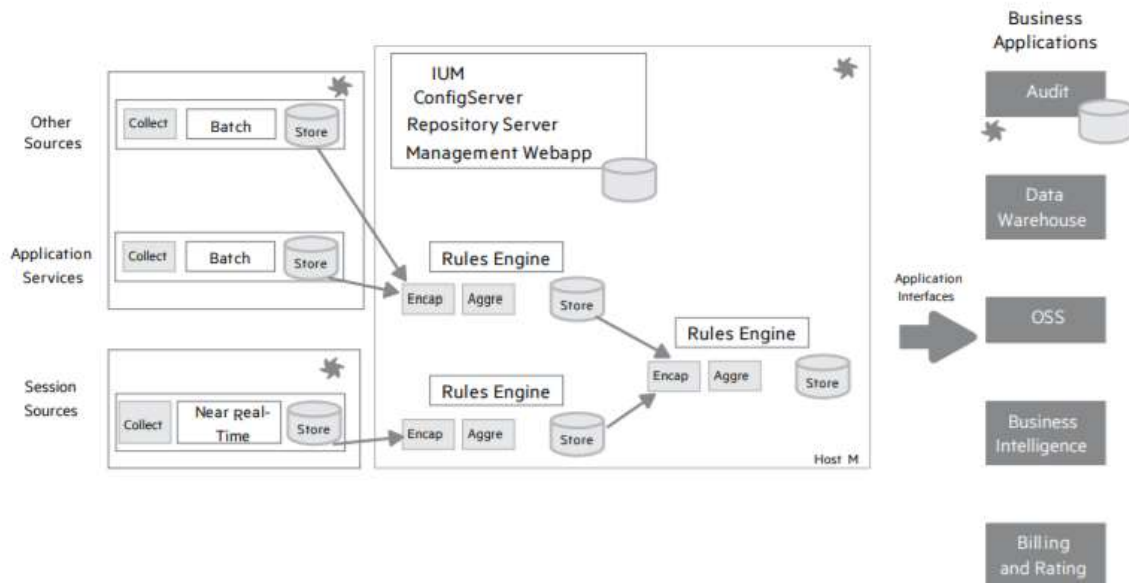 Business
Applications
IUM
ConfigServer
Repository Server
Management Webapp
Audit
Other
Sources
Collect
Batch
Store
Data
Warehouse
Application
Services
Collect
Batch
Store
Rules Engine
Encap
Aggre
Store
Application
Interfaces
OSS
Rules Engine
Encap
Aggre
Store
Session
Sources
Collect
Near Real-
Time
Store
Rules Engine
Encap
Aggre
Store
Host M
Business
Intelligence
Billing
and Rating